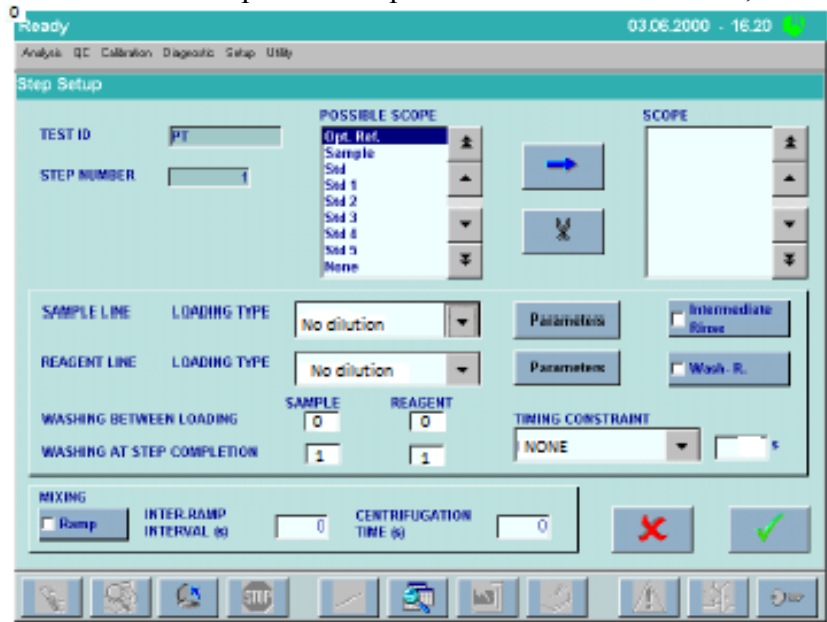 0
Ready 03.06.2000 - 16.20
Analysis QC Calibration Diagnostic Setup Utility
Step Setup
POSSIBLE SCOPE SCOPE
TEST ID PT
STEP NUMBER 1
Opt. Ref.
Sample
Std
Std 1
Std 2
Std 3
Std 4
Std 5
None
SAMPLE LINE LOADING TYPE No dilution Parameters Intermediate Rinse
REAGENT LINE LOADING TYPE No dilution Parameters Wash- R.
SAMPLE REAGENT
WASHING BETWEEN LOADING 0 0 TIMING CONSTRAINT
WASHING AT STEP COMPLETION 1 1 NONE s
MIXING
Ramp INTER.RAMP INTERVAL (s) 0 CENTRIFUGATION TIME (s) 0
STOP